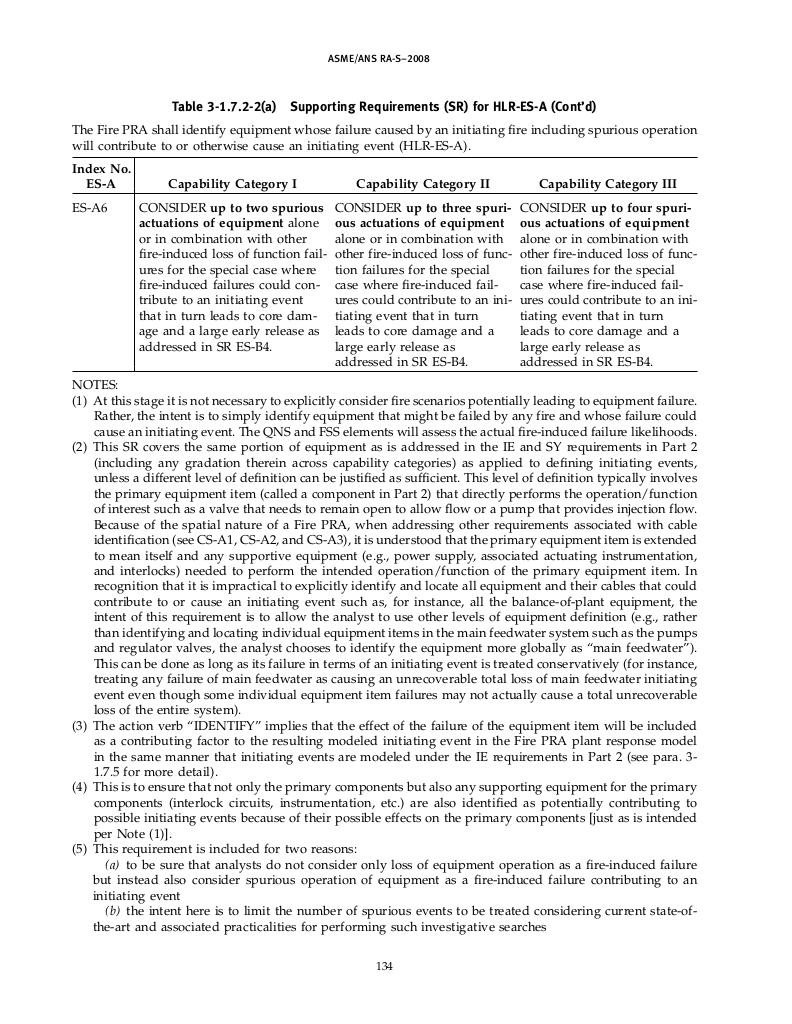 ASME/ANS RA-S–2008
Table 3-1.7.2-2(a) Supporting Requirements (SR) for HLR-ES-A (Cont'd)
The Fire PRA shall identify equipment whose failure caused by an initiating fire including spurious operation
will contribute to or otherwise cause an initiating event (HLR-ES-A).
Index No.
ES-A
Capability Category I
Capability Category II
Capability Category III
ES-A6
CONSIDER up to two spurious
actuations of equipment alone
or in combination with other
fire-induced loss of function fail-
ures for the special case where
fire-induced failures could con-
tribute to an initiating event
that in turn leads to core dam-
age and a large early release as
addressed in SR ES-B4.
CONSIDER up to three spuri-
ous actuations of equipment
alone or in combination with
other fire-induced loss of func-
tion failures for the special
case where fire-induced fail-
ures could contribute to an ini-
tiating event that in turn
leads to core damage and a
large early release as
addressed in SR ES-B4.
CONSIDER up to four spuri-
ous actuations of equipment
alone or in combination with
other fire-induced loss of func-
tion failures for the special
case where fire-induced fail-
ures could contribute to an ini-
tiating event that in turn
leads to core damage and a
large early release as
addressed in SR ES-B4.
NOTES:
(1) At this stage it is not necessary to explicitly consider fire scenarios potentially leading to equipment failure.
Rather, the intent is to simply identify equipment that might be failed by any fire and whose failure could
cause an initiating event. The QNS and FSS elements will assess the actual fire-induced failure likelihoods.
(2) This SR covers the same portion of equipment as is addressed in the IE and SY requirements in Part 2
(including any gradation therein across capability categories) as applied to defining initiating events,
unless a different level of definition can be justified as sufficient. This level of definition typically involves
the primary equipment item (called a component in Part 2) that directly performs the operation/function
of interest such as a valve that needs to remain open to allow flow or a pump that provides injection flow.
Because of the spatial nature of a Fire PRA, when addressing other requirements associated with cable
identification (see CS-A1, CS-A2, and CS-A3), it is understood that the primary equipment item is extended
to mean itself and any supportive equipment (e.g., power supply, associated actuating instrumentation,
and interlocks) needed to perform the intended operation/function of the primary equipment item. In
recognition that it is impractical to explicitly identify and locate all equipment and their cables that could
contribute to or cause an initiating event such as, for instance, all the balance-of-plant equipment, the
intent of this requirement is to allow the analyst to use other levels of equipment definition (e.g., rather
than identifying and locating individual equipment items in the main feedwater system such as the pumps
and regulator valves, the analyst chooses to identify the equipment more globally as “main feedwater”).
This can be done as long as its failure in terms of an initiating event is treated conservatively (for instance,
treating any failure of main feedwater as causing an unrecoverable total loss of main feedwater initiating
event even though some individual equipment item failures may not actually cause a total unrecoverable
loss of the entire system).
(3) The action verb “IDENTIFY” implies that the effect of the failure of the equipment item will be included
as a contributing factor to the resulting modeled initiating event in the Fire PRA plant response model
in the same manner that initiating events are modeled under the IE requirements in Part 2 (see para. 3-
1.7.5 for more detail).
(4) This is to ensure that not only the primary components but also any supporting equipment for the primary
components (interlock circuits, instrumentation, etc.) are also identified as potentially contributing to
possible initiating events because of their possible effects on the primary components [just as is intended
per Note (1)].
(5) This requirement is included for two reasons:
(a) to be sure that analysts do not consider only loss of equipment operation as a fire-induced failure
but instead also consider spurious operation of equipment as a fire-induced failure contributing to an
initiating event
(b) the intent here is to limit the number of spurious events to be treated considering current state-of-
the-art and associated practicalities for performing such investigative searches
134